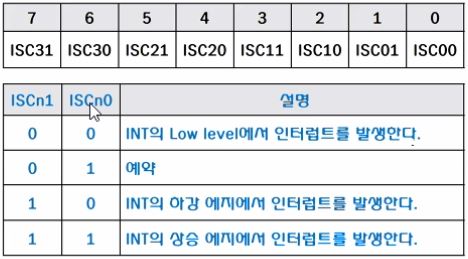 7 6 5 4 3 2 1 0
ISC31 ISC30 ISC21 ISC20 ISC11 ISC10 ISC01 ISC00
ISCn1 ISCn0 설명
0 0 INT의 Low level에서 인터럽트를 발생한다.
0 1 예약
1 0 INT의 하강 에지에서 인터럽트를 발생한다.
1 1 INT의 상승 에지에서 인터럽트를 발생한다.